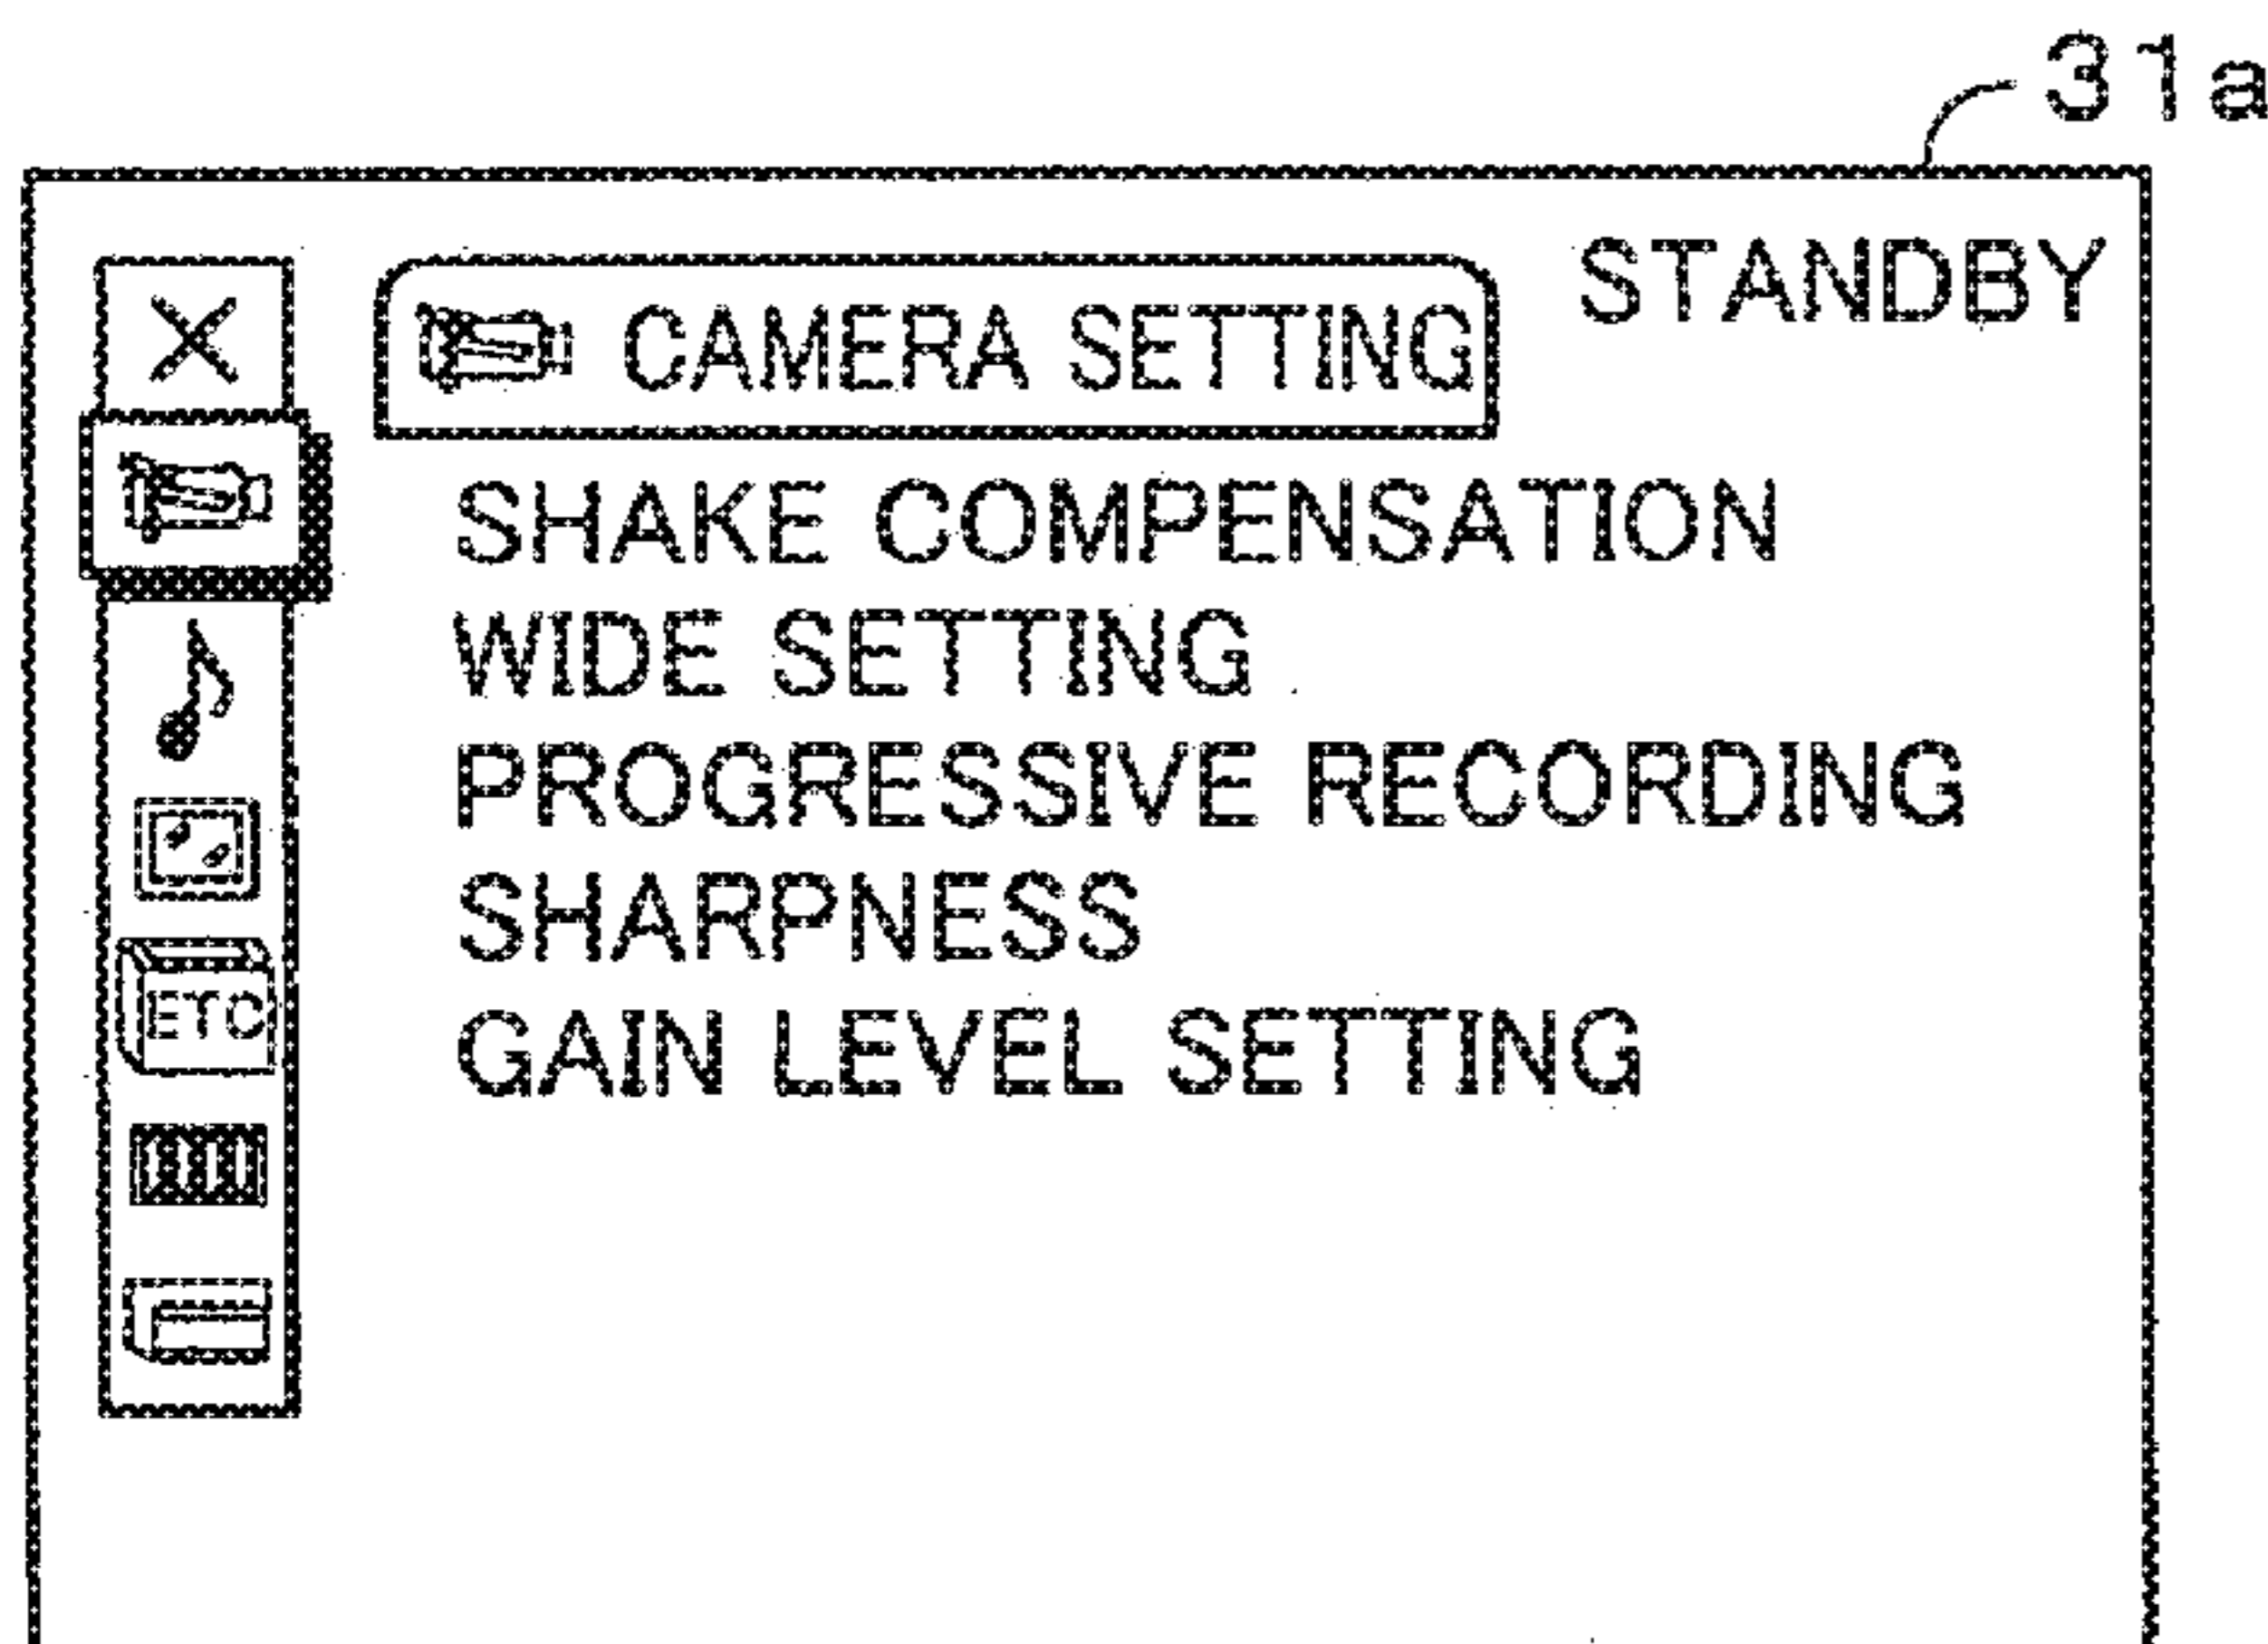 31a
STANDBY
CAMERA SETTING
SHAKE COMPENSATION
WIDE SETTING
PROGRESSIVE RECORDING
SHARPNESS
ETC
GAIN LEVEL SETTING